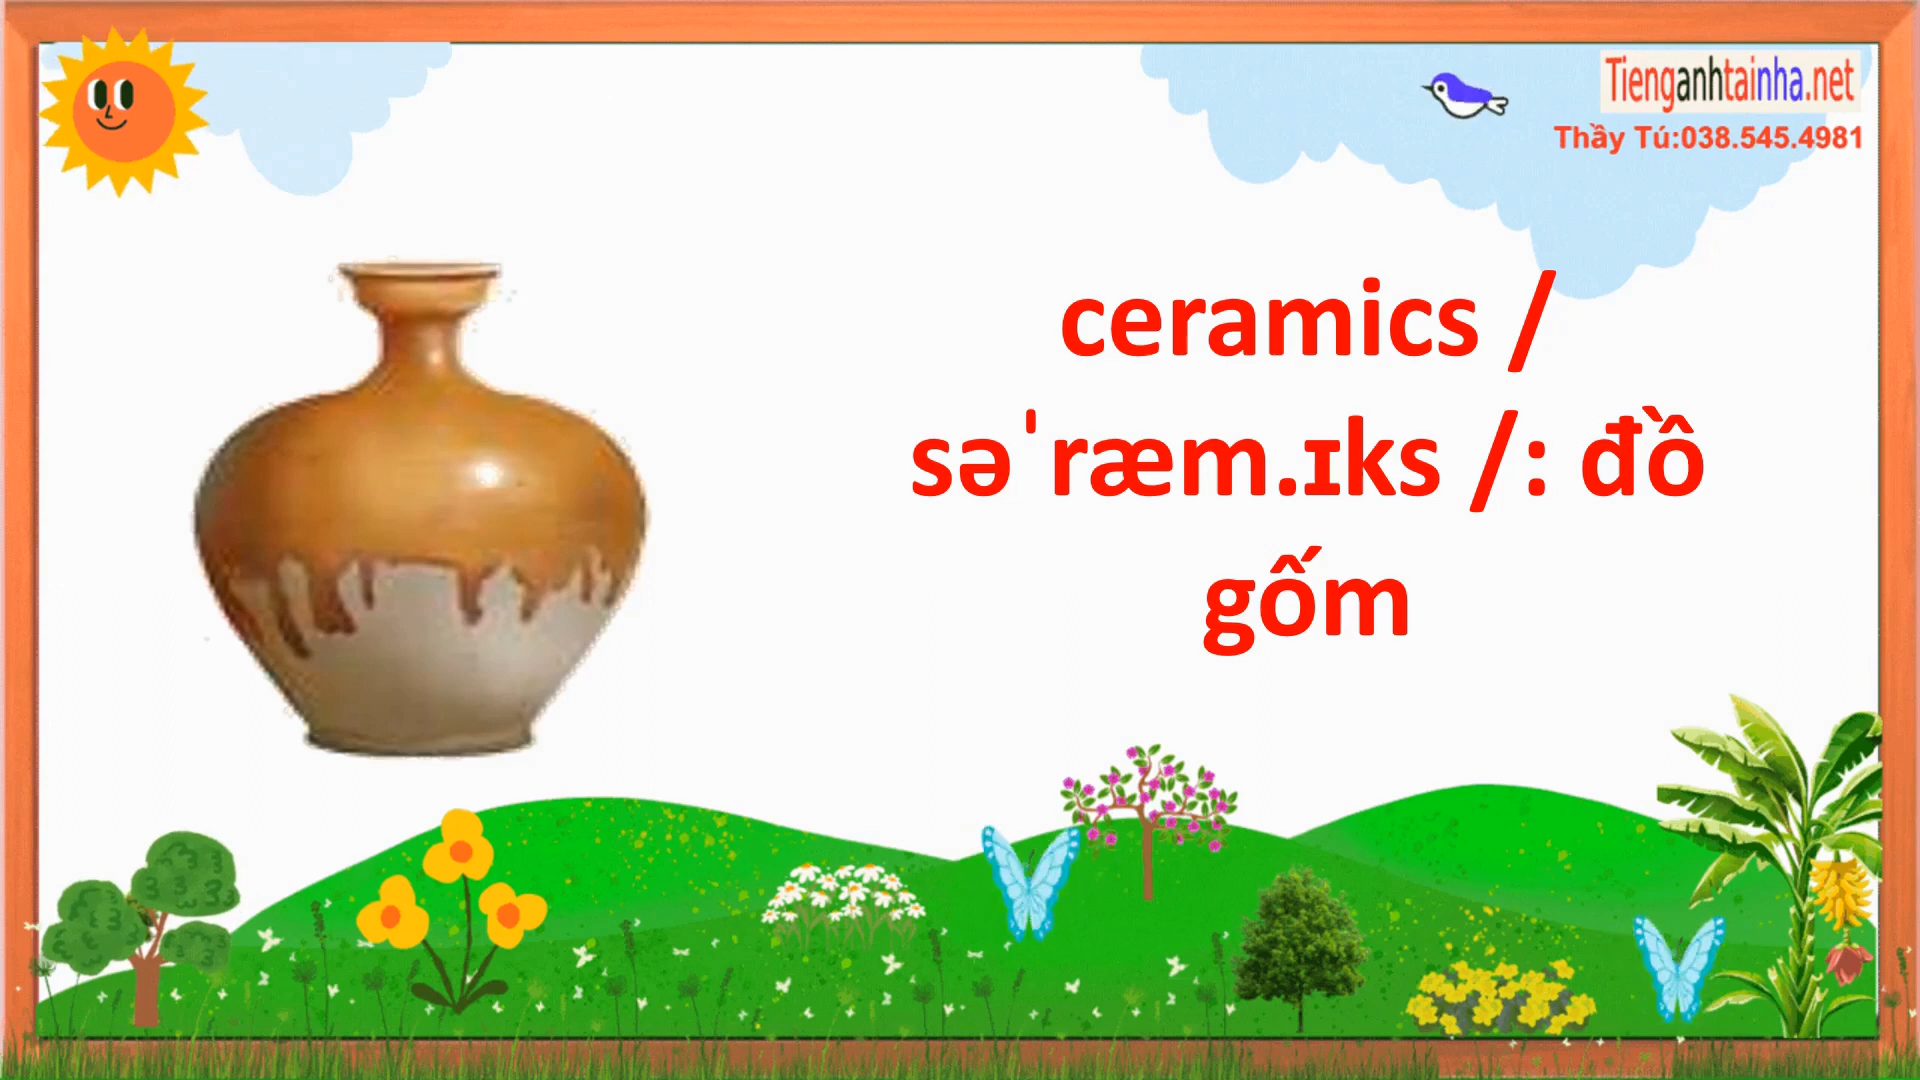 Tienganhtainha.net
Thầy Tú:038.545.4981
ceramics /
səˈræm.ɪks /: đồ
gốm